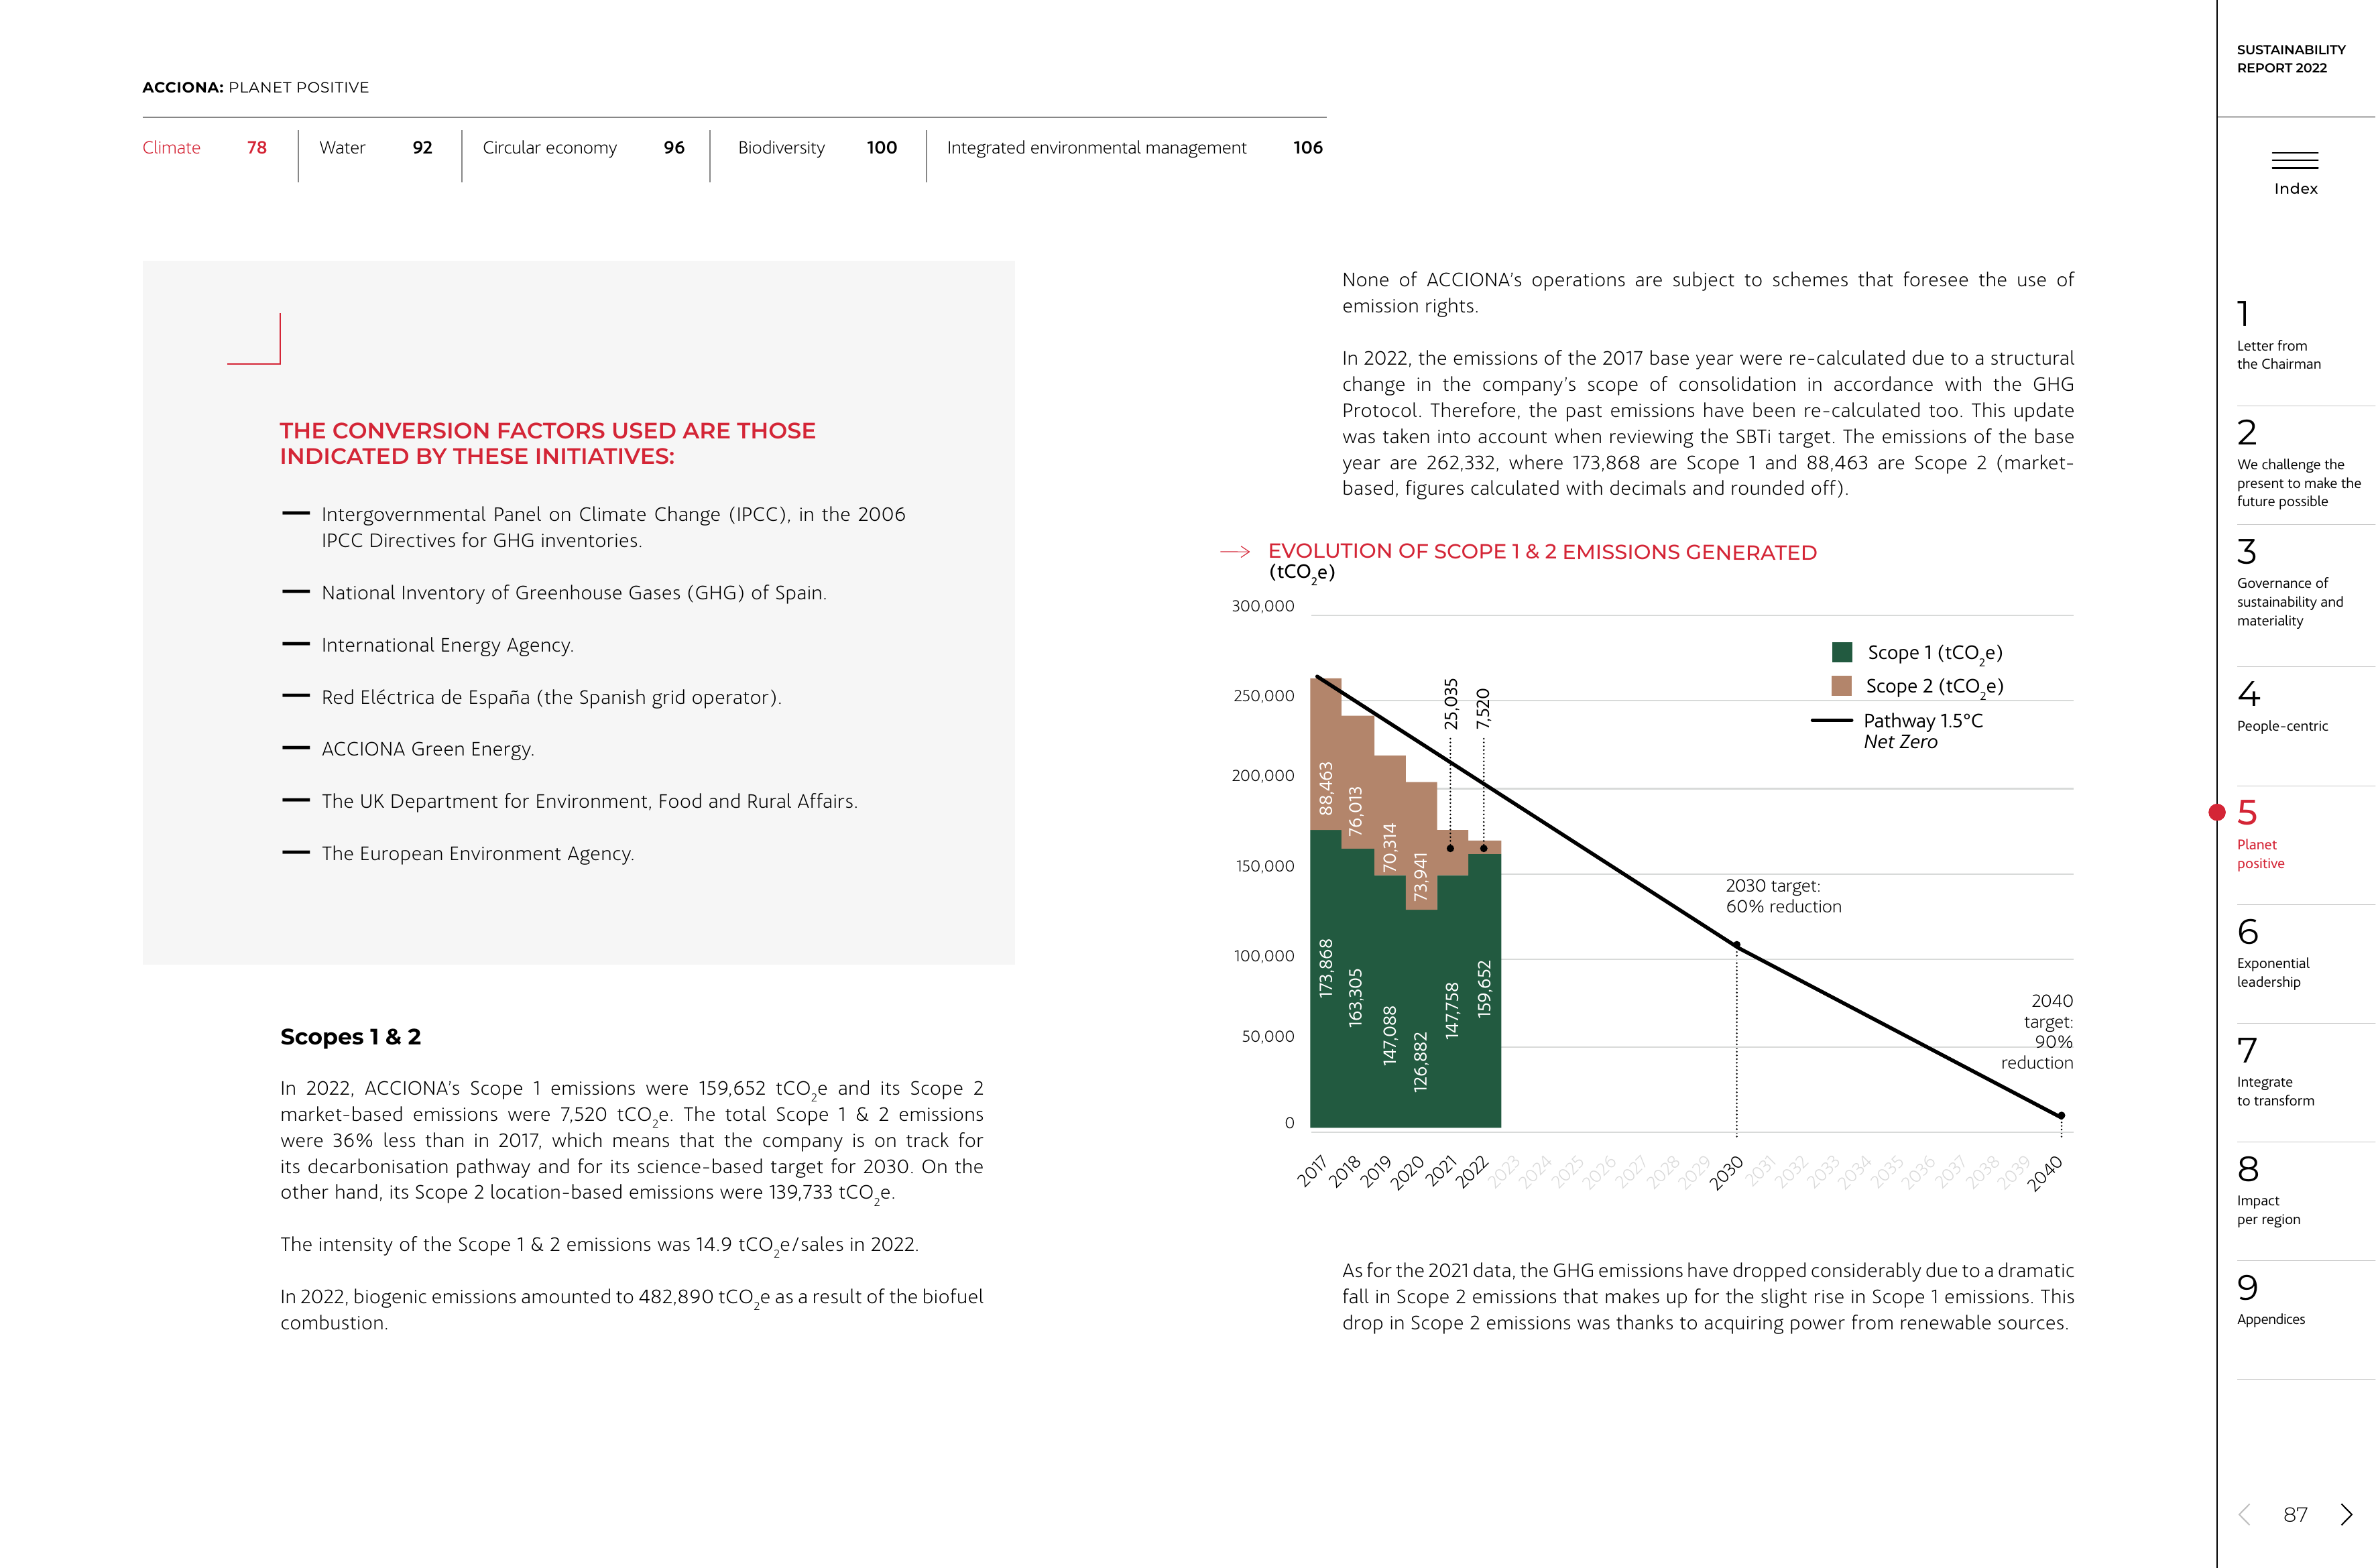 ACCIONA: PLANET POSITIVE
Climate 78
Water 92
Circular economy 96
Biodiversity 100
Integrated environmental management 106
THE CONVERSION FACTORS USED ARE THOSE
INDICATED BY THESE INITIATIVES:
— Intergovernmental Panel on Climate Change (IPCC), in the 2006
IPCC Directives for GHG inventories.
— National Inventory of Greenhouse Gases (GHG) of Spain.
— International Energy Agency.
— Red Eléctrica de España (the Spanish grid operator).
— ACCIONA Green Energy.
— The UK Department for Environment, Food and Rural Affairs.
— The European Environment Agency.
Scopes 1 & 2
In 2022, ACCIONA’s Scope 1 emissions were 159,652 tCO2e and its Scope 2
market-based emissions were 7,520 tCO2e. The total Scope 1 & 2 emissions
were 36% less than in 2017, which means that the company is on track for
its decarbonisation pathway and for its science-based target for 2030. On the
other hand, its Scope 2 location-based emissions were 139,733 tCO2e.
The intensity of the Scope 1 & 2 emissions was 14.9 tCO2e/sales in 2022.
In 2022, biogenic emissions amounted to 482,890 tCO2e as a result of the biofuel
combustion.
None of ACCIONA’s operations are subject to schemes that foresee the use of
emission rights.
In 2022, the emissions of the 2017 base year were re-calculated due to a structural
change in the company’s scope of consolidation in accordance with the GHG
Protocol. Therefore, the past emissions have been re-calculated too. This update
was taken into account when reviewing the SBTi target. The emissions of the base
year are 262,332, where 173,868 are Scope 1 and 88,463 are Scope 2 (market-
based, figures calculated with decimals and rounded off).
EVOLUTION OF SCOPE 1 & 2 EMISSIONS GENERATED
(tCO2e)
300,000
250,000
200,000
150,000
100,000
50,000
0
Scope 1 (tCO2e)
Scope 2 (tCO2e)
Pathway 1.5°C
Net Zero
88,463
76,013
70,314
73,941
25,035
7,520
173,868
163,305
147,088
126,882
147,758
159,652
2030 target:
60% reduction
2040
target:
90%
reduction
2017
2018
2019
2020
2021
2022
2023
2024
2025
2026
2027
2028
2029
2030
2031
2032
2033
2034
2035
2036
2037
2038
2039
2040
As for the 2021 data, the GHG emissions have dropped considerably due to a dramatic
fall in Scope 2 emissions that makes up for the slight rise in Scope 1 emissions. This
drop in Scope 2 emissions was thanks to acquiring power from renewable sources.
SUSTAINABILITY
REPORT 2022
Index
1
Letter from
the Chairman
2
We challenge the
present to make the
future possible
3
Governance of
sustainability and
materiality
4
People-centric
5
Planet
positive
6
Exponential
leadership
7
Integrate
to transform
8
Impact
per region
9
Appendices
87